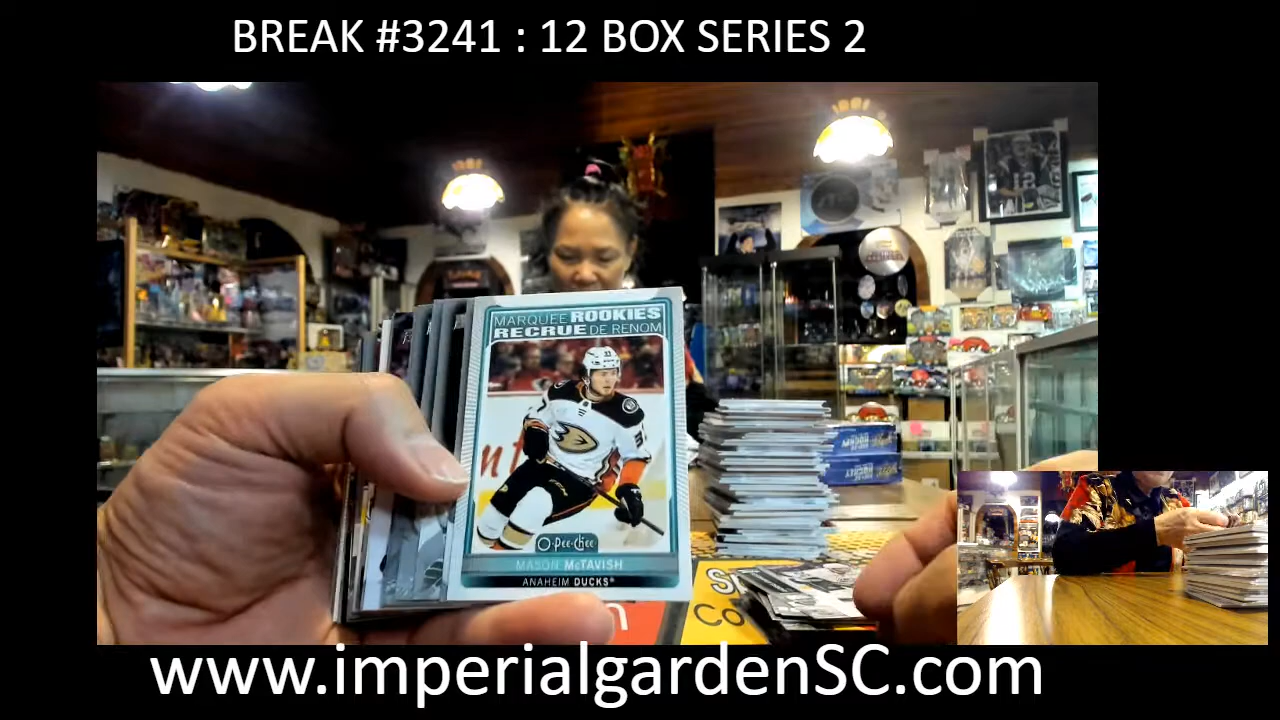 BREAK #3241 : 12 BOX SERIES 2
MARQUEE ROOKIES
RECRUE DE RENOM
O-PEE-CHEE
MASON McTAVISH
ANAHEIM DUCKS
S
Co
www.imperialgardenSC.com